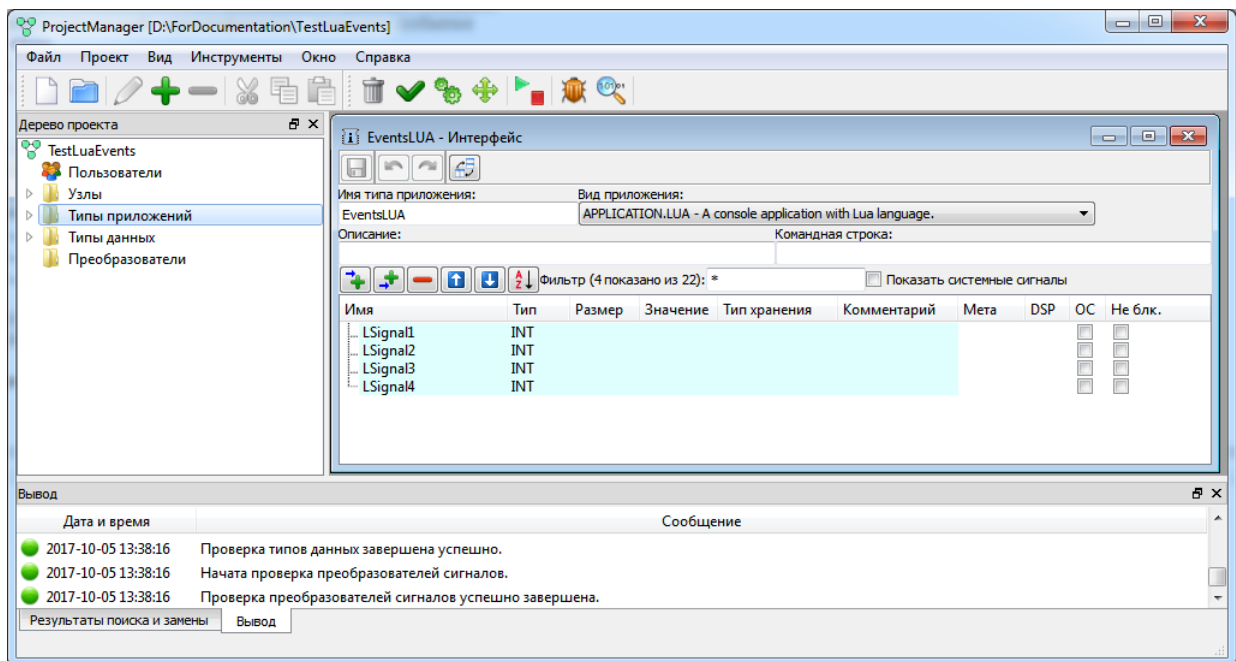 ProjectManager [D:\ForDocumentation\TestLuaEvents]
Файл Проект Вид Инструменты Окно Справка
Дерево проекта
TestLuaEvents
Пользователи
Узлы
Типы приложений
Типы данных
Преобразователи
EventsLUA - Интерфейс
Имя типа приложения: Вид приложения:
EventsLUA APPLICATION.LUA - A console application with Lua language.
Описание: Командная строка:
Фильтр (4 показано из 22): * Показать системные сигналы
Имя Тип Размер Значение Тип хранения Комментарий Мета DSP ОС Не блк.
LSignal1 INT
LSignal2 INT
LSignal3 INT
LSignal4 INT
Вывод
Дата и время Сообщение
2017-10-05 13:38:16 Проверка типов данных завершена успешно.
2017-10-05 13:38:16 Начата проверка преобразователей сигналов.
2017-10-05 13:38:16 Проверка преобразователей сигналов успешно завершена.
Результаты поиска и замены Вывод